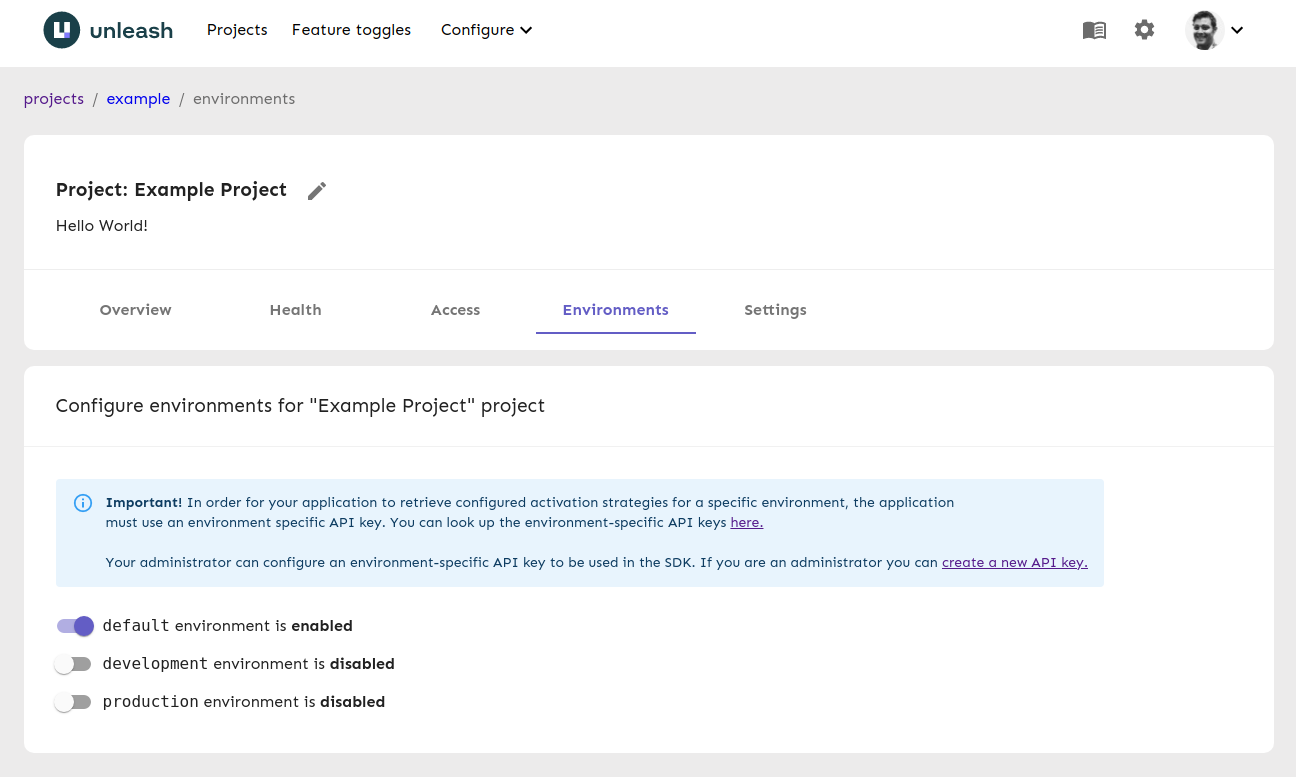 unleash Projects Feature toggles Configure
projects / example / environments
Project: Example Project
Hello World!
Overview Health Access Environments Settings
Configure environments for "Example Project" project
Important! In order for your application to retrieve configured activation strategies for a specific environment, the application
must use an environment specific API key. You can look up the environment-specific API keys here.
Your administrator can configure an environment-specific API key to be used in the SDK. If you are an administrator you can create a new API key.
default environment is enabled
development environment is disabled
production environment is disabled